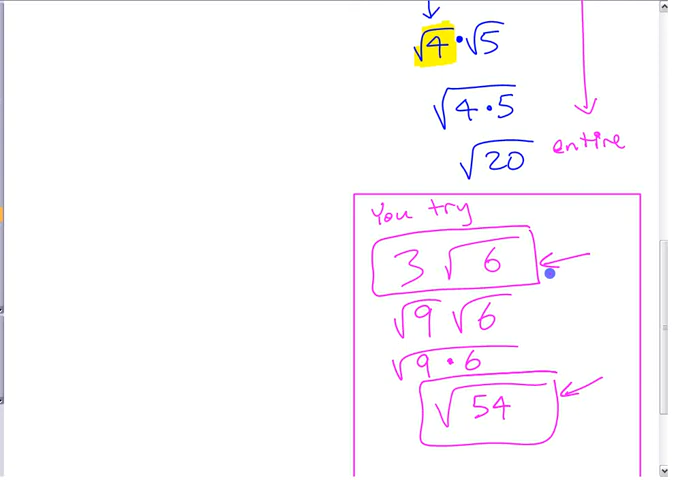 √4 • √5
√4 • 5
√20 entire
You try
3 √6
√9 √6
√9 • 6
√54